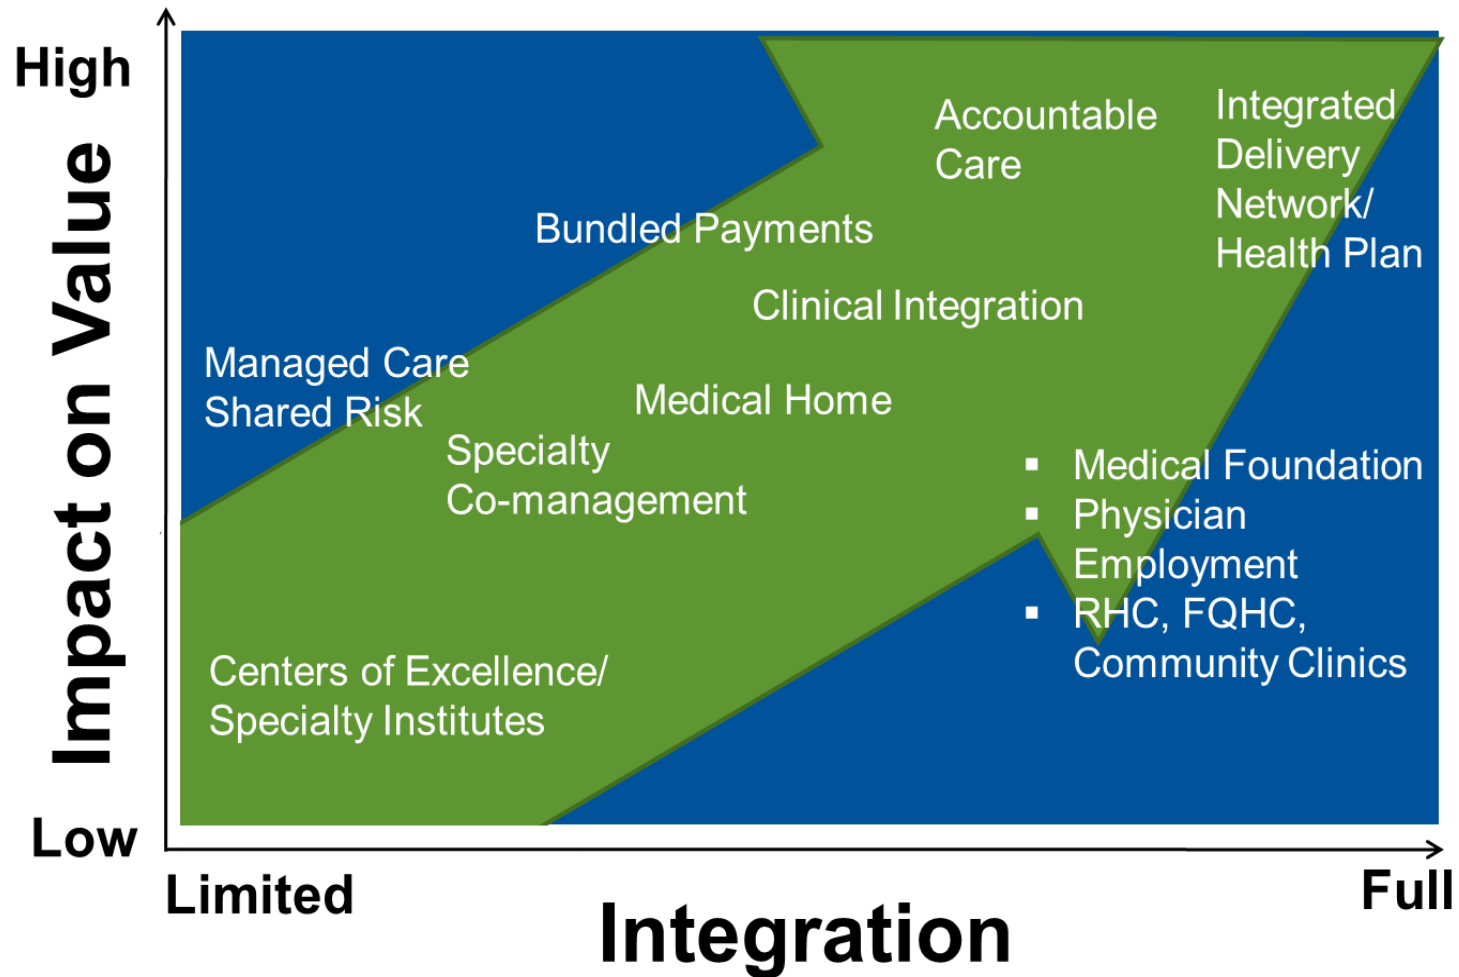 High
Impact on Value
Low
Accountable
Care
Integrated
Delivery
Network/
Health Plan
Bundled Payments
Clinical Integration
Managed Care
Shared Risk
Medical Home
Specialty
Co-management
▪ Medical Foundation
▪ Physician
Employment
▪ RHC, FQHC,
Community Clinics
Centers of Excellence/
Specialty Institutes
Limited
Integration
Full